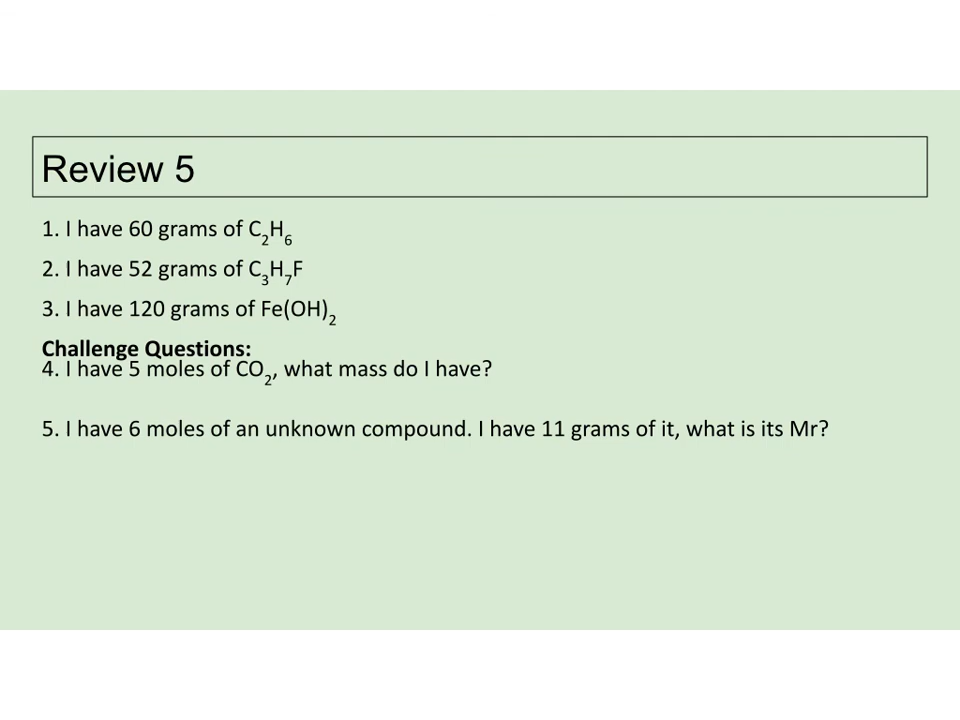 Review 5
1. I have 60 grams of C₂H₆
2. I have 52 grams of C₃H₇F
3. I have 120 grams of Fe(OH)₂
Challenge Questions:
4. I have 5 moles of CO₂, what mass do I have?
5. I have 6 moles of an unknown compound. I have 11 grams of it, what is its Mr?